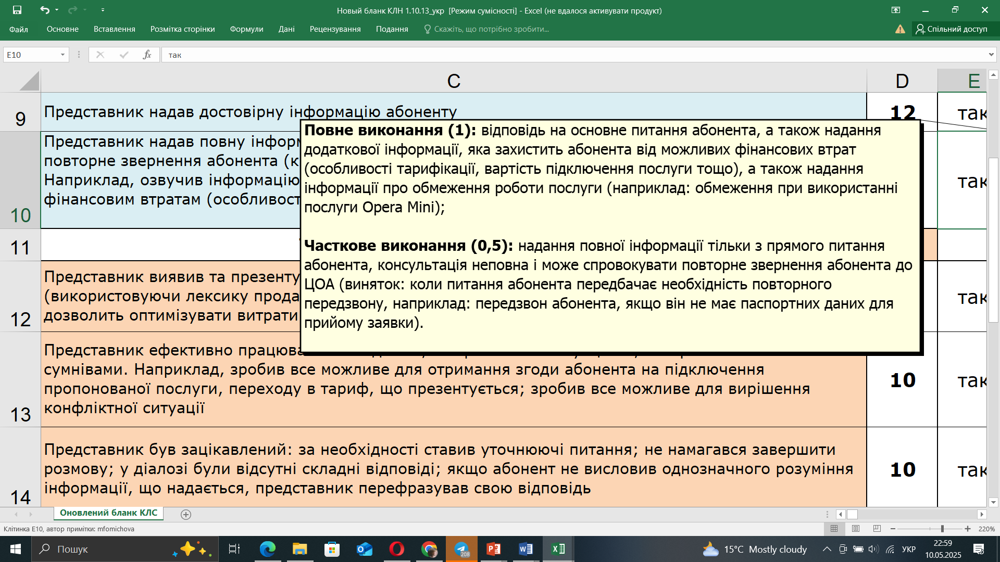 Новый бланк КЛН 1.10.13_укр [Режим сумісності] - Excel (не вдалося активувати продукт)
Файл Основне Вставлення Розмітка сторінки Формули Дані Рецензування Подання Скажіть, що потрібно зробити... Спільний доступ
E10 fx так
C D E
9 Представник надав достовірну інформацію абоненту 12 так
Повне виконання (1): відповідь на основне питання абонента, а також надання
додаткової інформації, яка захистить абонента від можливих фінансових втрат
(особливості тарифікації, вартість підключення послуги тощо), а також надання
інформації про обмеження роботи послуги (наприклад: обмеження при використанні
послуги Opera Mini);
Часткове виконання (0,5): надання повної інформації тільки з прямого питання
абонента, консультація неповна і може спровокувати повторне звернення абонента до
ЦОА (виняток: коли питання абонента передбачає необхідність повторного
передзвону, наприклад: передзвон абонента, якщо він не має паспортних даних для
прийому заявки).
10 Представник надав повну інформ
повторне звернення абонента (к
Наприклад, озвучив інформацію
фінансовим втратам (особливост
так
11
12 Представник виявив та презенту
(використовуючи лексику прода
дозволить оптимізувати витрати
так
13 Представник ефективно працюва
сумнівами. Наприклад, зробив все можливе для отримання згоди абонента на підключення
пропонованої послуги, переходу в тариф, що презентується; зробив все можливе для вирішення
конфліктної ситуації
10 так
14 Представник був зацікавлений: за необхідності ставив уточнюючі питання; не намагався завершити
розмову; у діалозі були відсутні складні відповіді; якщо абонент не висловив однозначного розуміння
інформації, що надається, представник перефразував свою відповідь
10 так
Оновлений бланк КЛС
Клітинка E10, автор примітки: mfomichova 220%
Пошук 208 15°C Mostly cloudy УКР 22:59
10.05.2025